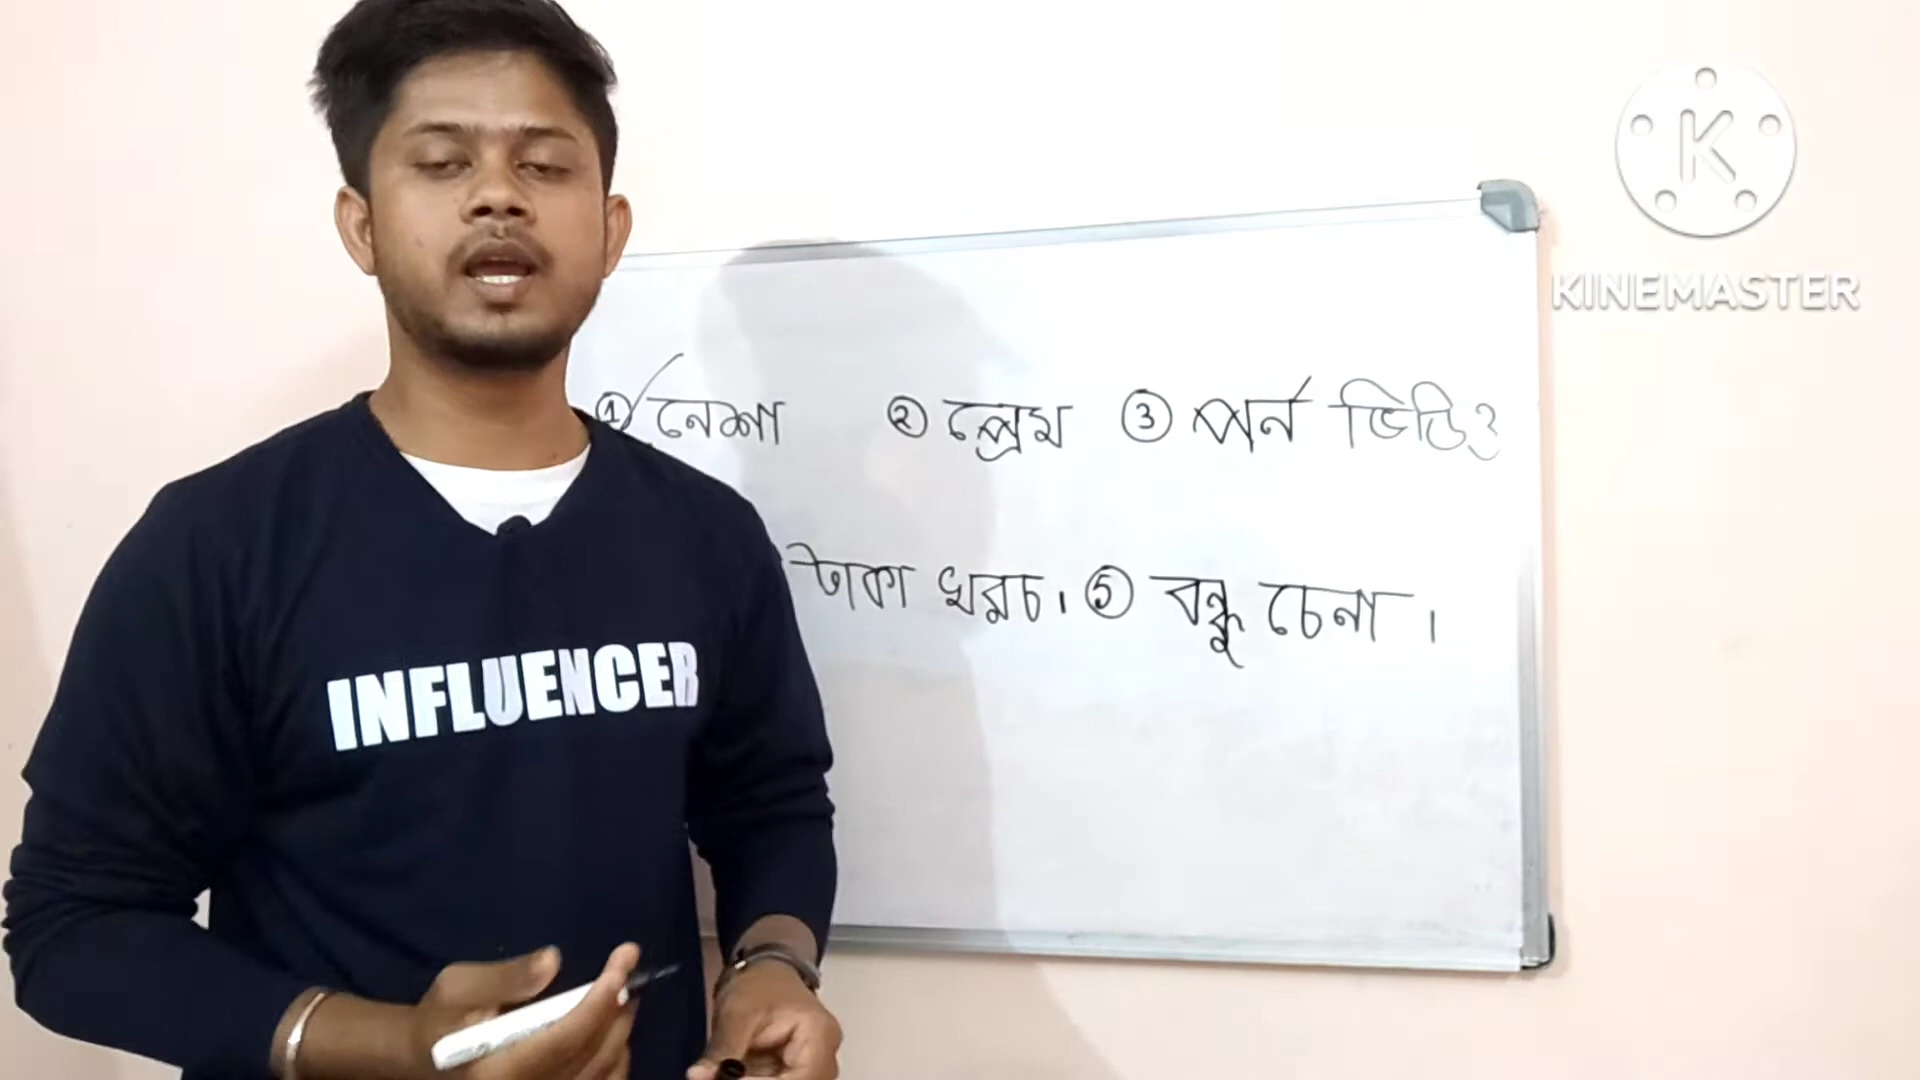 ① নেশা ② প্রেম ③ পর্ন ভিডিও
টাকা খরচ। ⑤ বন্ধু চেনা।
INFLUENCER
K
KINEMASTER